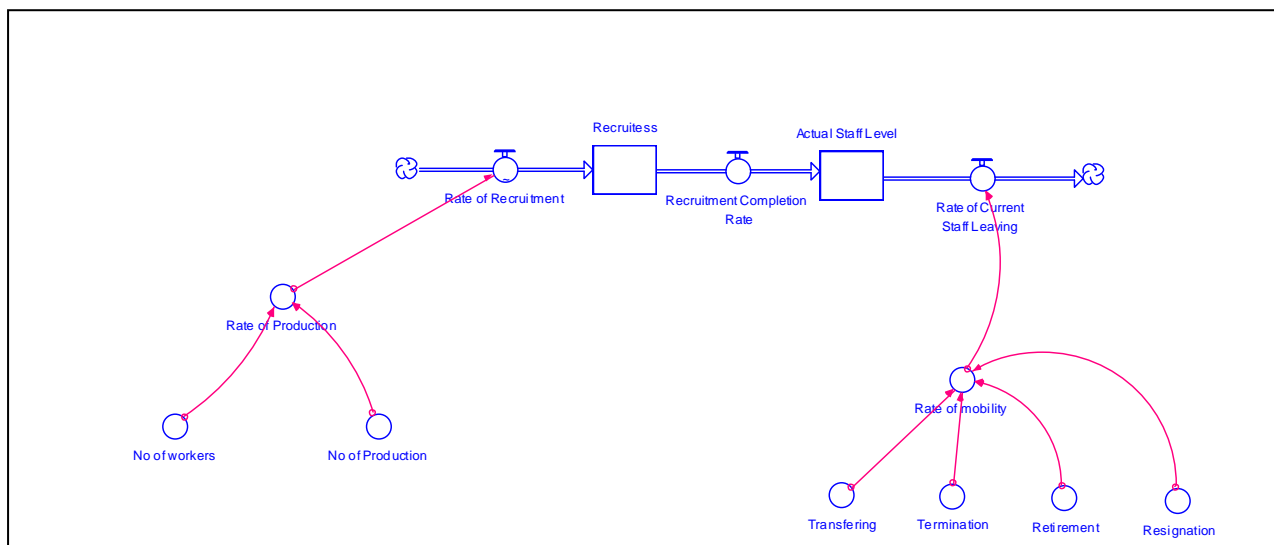 Recruitess
Actual Staff Level
Rate of Recruitment
Recruitment Completion
Rate
Rate of Current
Staff Leaving
Rate of Production
Rate of mobility
No of workers
No of Production
Transfering
Termination
Retirement
Resignation